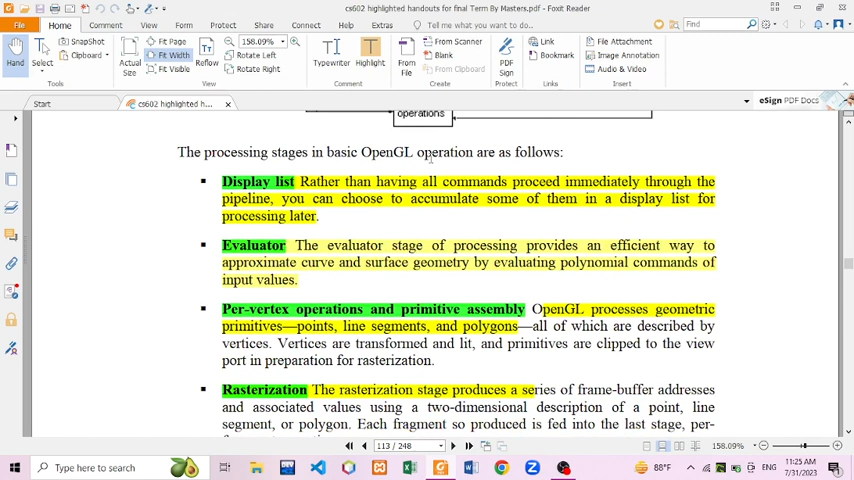 cs602 highlighted handouts for final Term By Masters.pdf - Foxit Reader
File Home Comment View Form Protect Share Help Extras Tell me what you want to do... Find
SnapShot Fit Page 158.09% From Scanner Link File Attachment
Clipboard Fit Width Rotate Left Blank Bookmark Image Annotation
Hand Select Actual Size Fit Visible Reflow Rotate Right Typewriter Highlight From File From Clipboard PDF Sign Audio & Video
Tools View Comment Create Protect Links Insert
Start cs602 highlighted h... eSign PDF Docu
operations
The processing stages in basic OpenGL operation are as follows:
▪ Display list Rather than having all commands proceed immediately through the
pipeline, you can choose to accumulate some of them in a display list for
processing later.
▪ Evaluator The evaluator stage of processing provides an efficient way to
approximate curve and surface geometry by evaluating polynomial commands of
input values.
▪ Per-vertex operations and primitive assembly OpenGL processes geometric
primitives—points, line segments, and polygons—all of which are described by
vertices. Vertices are transformed and lit, and primitives are clipped to the view
port in preparation for rasterization.
▪ Rasterization The rasterization stage produces a series of frame-buffer addresses
and associated values using a two-dimensional description of a point, line
segment, or polygon. Each fragment so produced is fed into the last stage, per-
113 / 248 158.09%
Type here to search 88°F ENG 11:25 AM
7/31/2023